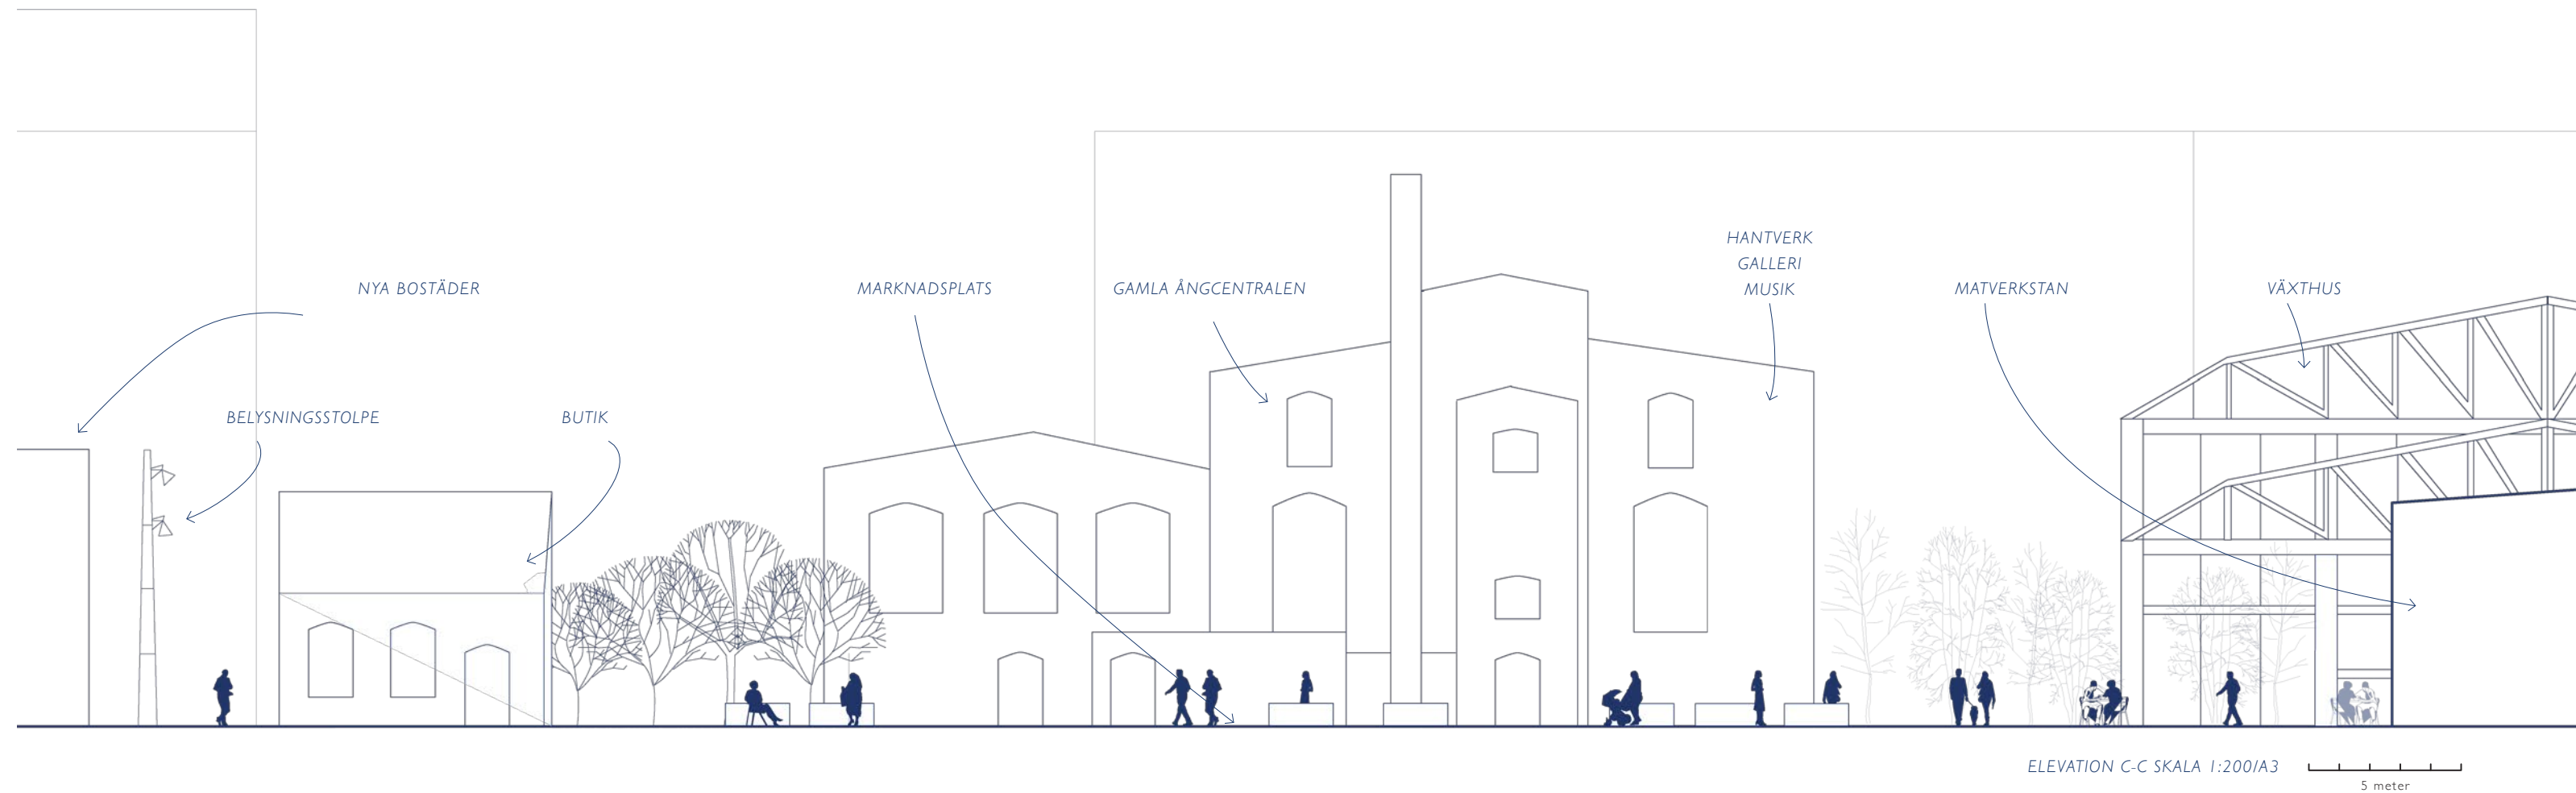 NYA BOSTÄDER
BELYSNINGSSTOLPE
BUTIK
MARKNADSPLATS
GAMLA ÅNGCENTRALEN
HANTVERK
GALLERI
MUSIK
MATVERKSTAN
VÄXTHUS
ELEVATION C-C SKALA 1:200/A3
5 meter